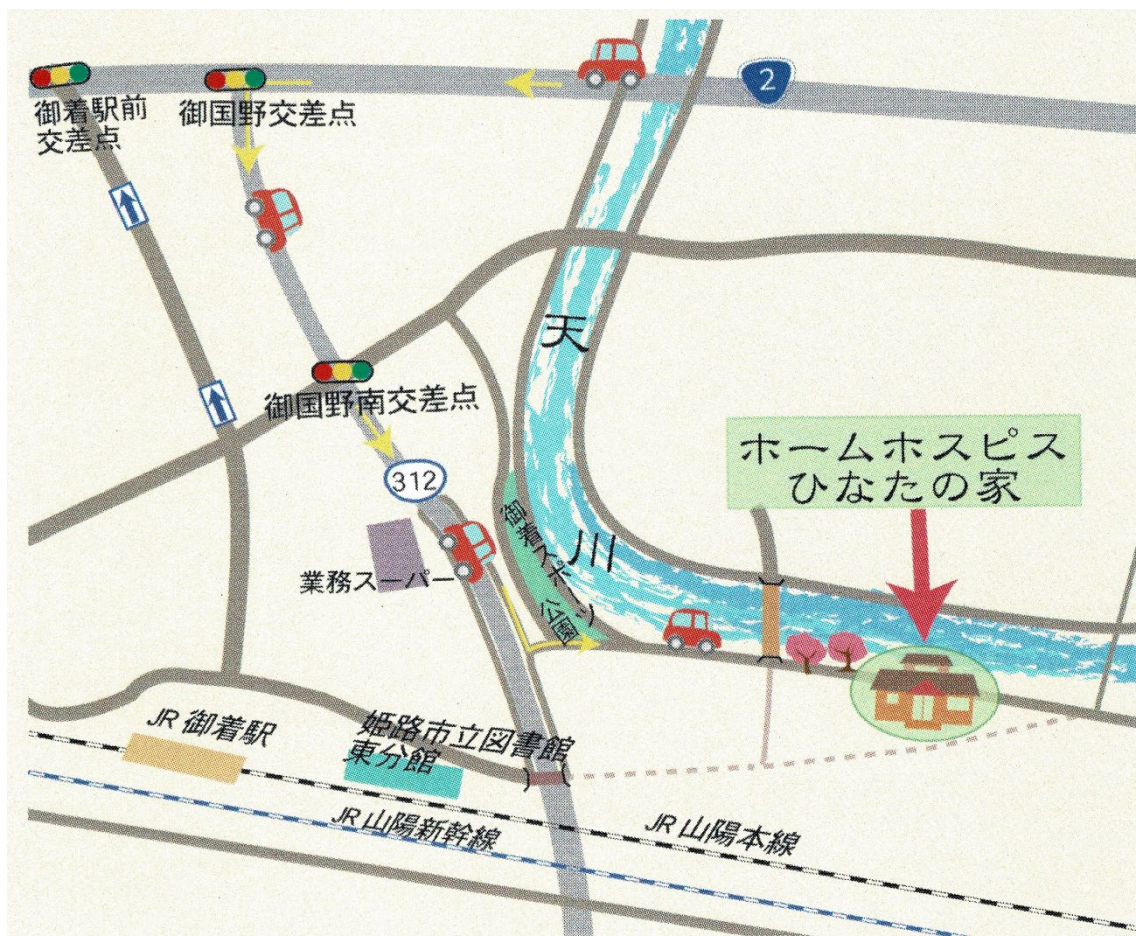 2
御着駅前
交差点
御国野交差点
天
川
御国野南交差点
312
御着スポーツ
公園
業務スーパー
ホームホスピス
ひなたの家
JR 御着駅
姫路市立図書館
東分館
JR 山陽新幹線
JR 山陽本線